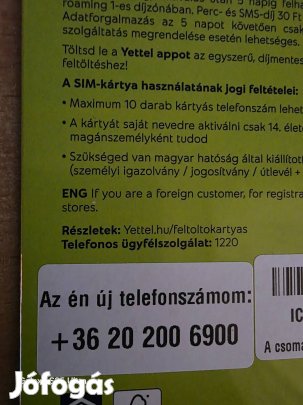 roaming 1-es díjzónában. Perc- és SMS-díj 30 Ft
Adatforgalmazás az 5 napot követően csak
szolgáltatás megrendelése esetén lehetséges.
Töltsd le a Yettel appot az egyszerű, díjmentes
feltöltéshez!
A SIM-kártya használatának jogi feltételei:
• Maximum 10 darab kártyás telefonszám lehet
• A kártyát saját nevedre aktiválni csak 14. élete
magánszemélyként tudod
• Szükséged van magyar hatóság által kiállított
(személyi igazolvány / jogosítvány / útlevél +
ENG If you are a foreign customer, for registra
stores.
Részletek: Yettel.hu/feltoltokartyas
Telefonos ügyfélszolgálat: 1220
Az én új telefonszámom:
+36 20 200 6900
IC
A csoma
Jófogás